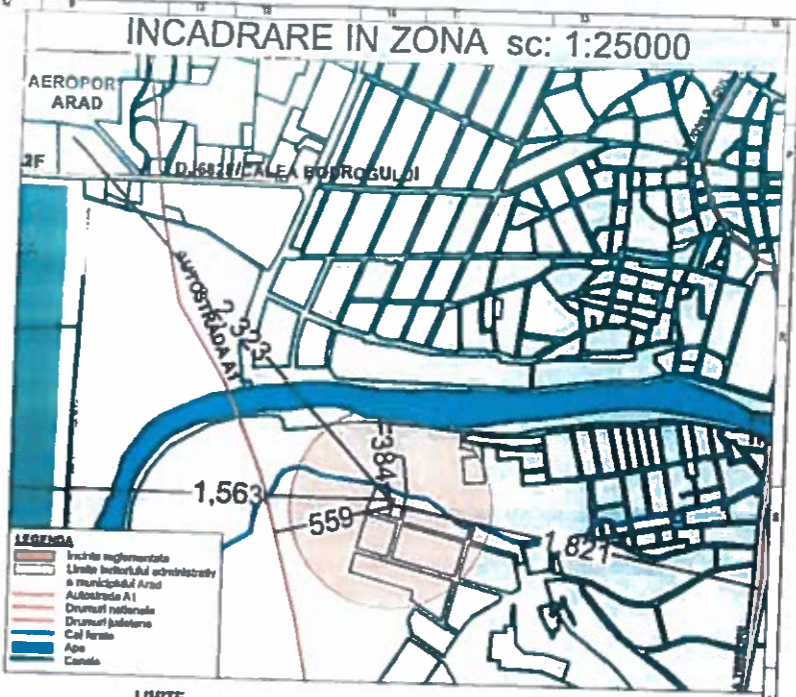 INCADRARE IN ZONA sc: 1:25000
AEROPORT
ARAD
2F
DJ682F/CALEA BODROGULUI
AUTOSTRADA A1
2,323
384
1,563
559
1,821
LEGENDA
Incinta reglementata
Limita teritoriului administrativ
a municipiului Arad
Autostrada A1
Drumuri nationale
Drumuri judetene
Cai ferate
Ape
Canale
LIMITE